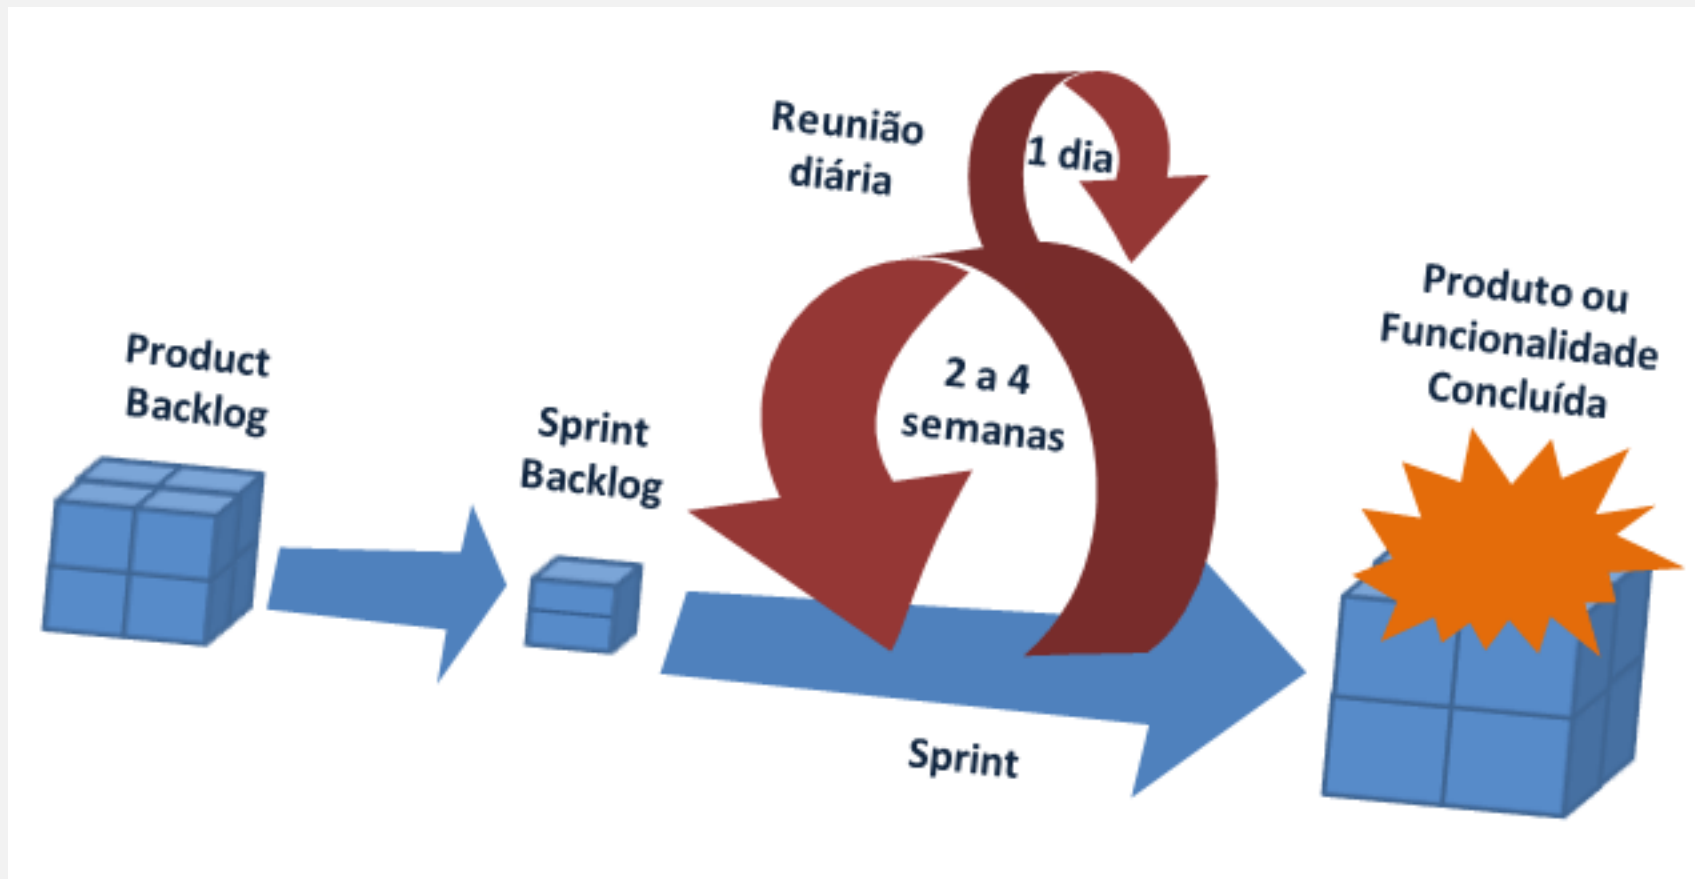 Product
Backlog
Sprint
Backlog
Reunião
diária
1 dia
2 a 4
semanas
Sprint
Produto ou
Funcionalidade
Concluída